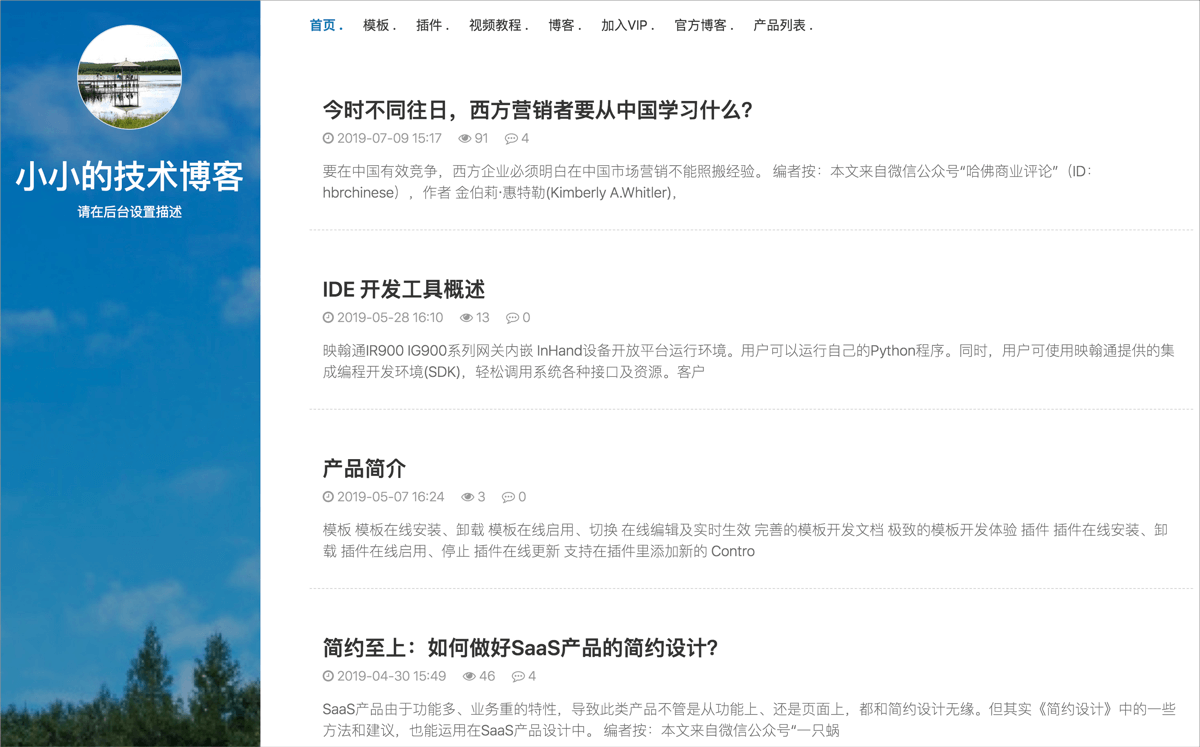 小小的技术博客
请在后台设置描述
首页 . 模板 . 插件 . 视频教程 . 博客 . 加入VIP . 官方博客 . 产品列表 .
今时不同往日，西方营销者要从中国学习什么？
2019-07-09 15:17 91 4
要在中国有效竞争，西方企业必须明白在中国市场营销不能照搬经验。 编者按：本文来自微信公众号“哈佛商业评论”（ID：
hbrchinese），作者 金伯莉·惠特勒(Kimberly A.Whitler)，
IDE 开发工具概述
2019-05-28 16:10 13 0
映翰通IR900 IG900系列网关内嵌 InHand设备开放平台运行环境。用户可以运行自己的Python程序。同时，用户可使用映翰通提供的集
成编程开发环境(SDK)，轻松调用系统各种接口及资源。客户
产品简介
2019-05-07 16:24 3 0
模板 模板在线安装、卸载 模板在线启用、切换 在线编辑及实时生效 完善的模板开发文档 极致的模板开发体验 插件 插件在线安装、卸
载 插件在线启用、停止 插件在线更新 支持在插件里添加新的 Contro
简约至上：如何做好SaaS产品的简约设计？
2019-04-30 15:49 46 4
SaaS产品由于功能多、业务重的特性，导致此类产品不管是从功能上、还是页面上，都和简约设计无缘。但其实《简约设计》中的一些
方法和建议，也能运用在SaaS产品设计中。 编者按：本文来自微信公众号“一只蜗